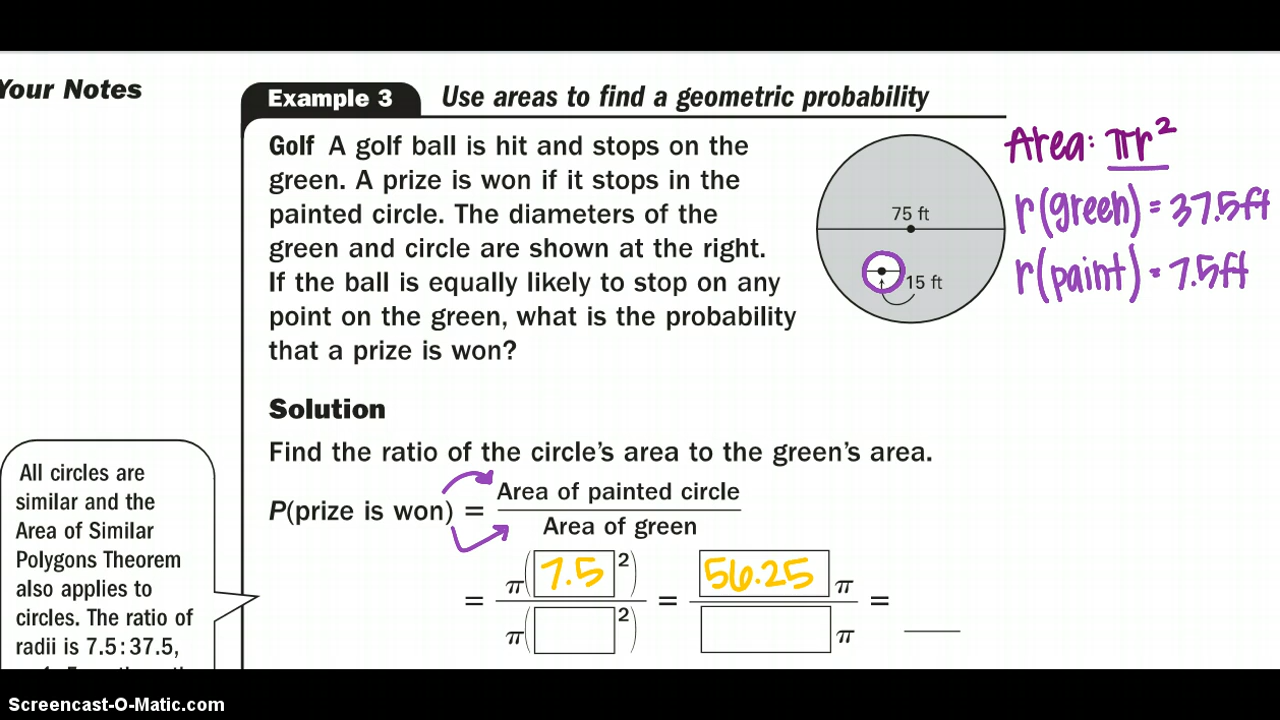 Your Notes
Example 3 Use areas to find a geometric probability
Golf A golf ball is hit and stops on the
green. A prize is won if it stops in the
painted circle. The diameters of the
green and circle are shown at the right.
If the ball is equally likely to stop on any
point on the green, what is the probability
that a prize is won?
75 ft
15 ft
Area: πr²
r(green) = 37.5ft
r(paint) = 7.5ft
Solution
Find the ratio of the circle's area to the green's area.
P(prize is won) = Area of painted circle
Area of green
= π(7.5²) = 56.25 π =
π( ²) π
All circles are
similar and the
Area of Similar
Polygons Theorem
also applies to
circles. The ratio of
radii is 7.5:37.5,
Screencast-O-Matic.com